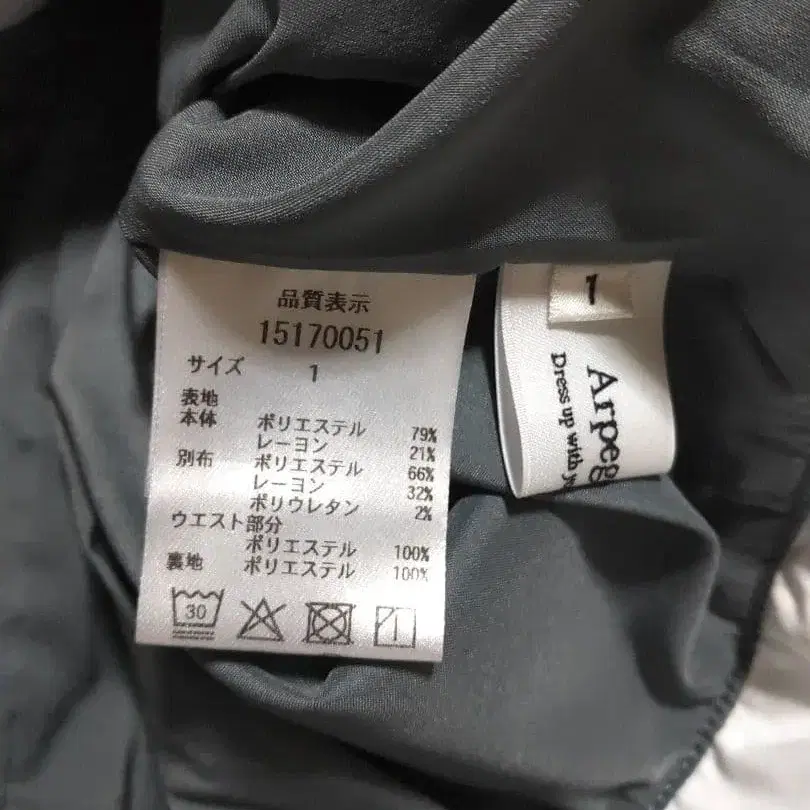 品質表示
15170051
サイズ 1
表地
本体 ポリエステル 79%
レーヨン 21%
別布 ポリエステル 66%
レーヨン 32%
ポリウレタン 2%
ウエスト部分
ポリエステル 100%
裏地 ポリエステル 100%
30
1
Arpeg
Dress up with y